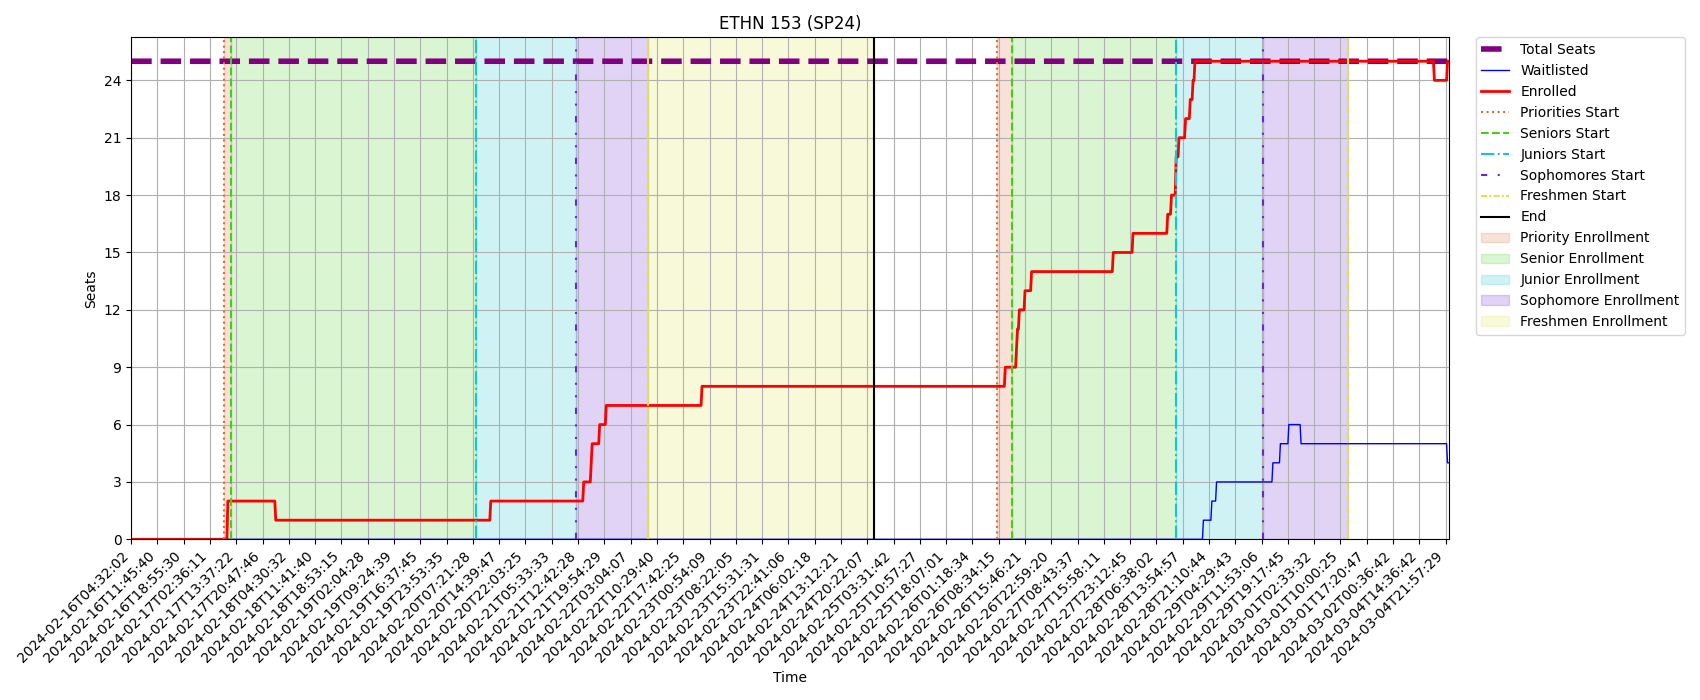 ETHN 153 (SP24)
Seats
24
21
18
15
12
9
6
3
0
2024-02-16T04:32:02
2024-02-16T11:45:40
2024-02-16T18:55:30
2024-02-17T02:36:11
2024-02-17T13:37:22
2024-02-17T20:47:46
2024-02-18T04:30:32
2024-02-18T11:41:40
2024-02-18T18:53:15
2024-02-19T02:04:28
2024-02-19T09:24:39
2024-02-19T16:37:45
2024-02-19T23:53:35
2024-02-20T07:21:28
2024-02-20T14:39:47
2024-02-20T22:03:25
2024-02-21T05:33:33
2024-02-21T12:42:28
2024-02-21T19:54:29
2024-02-22T03:04:07
2024-02-22T10:29:40
2024-02-22T17:42:25
2024-02-23T00:54:09
2024-02-23T08:22:05
2024-02-23T15:31:31
2024-02-23T22:41:06
2024-02-24T06:02:18
2024-02-24T13:12:21
2024-02-24T20:22:07
2024-02-25T03:31:42
2024-02-25T10:57:27
2024-02-25T18:07:01
2024-02-26T01:18:34
2024-02-26T08:34:15
2024-02-26T15:46:21
2024-02-26T22:59:20
2024-02-27T08:43:37
2024-02-27T15:58:11
2024-02-27T23:12:45
2024-02-28T06:38:02
2024-02-28T13:54:57
2024-02-28T21:10:44
2024-02-29T04:29:43
2024-02-29T11:53:06
2024-02-29T19:17:45
2024-03-01T02:33:32
2024-03-01T10:00:25
2024-03-01T17:20:47
2024-03-02T00:36:42
2024-03-04T14:36:42
2024-03-04T21:57:29
Time
Total Seats
Waitlisted
Enrolled
Priorities Start
Seniors Start
Juniors Start
Sophomores Start
Freshmen Start
End
Priority Enrollment
Senior Enrollment
Junior Enrollment
Sophomore Enrollment
Freshmen Enrollment